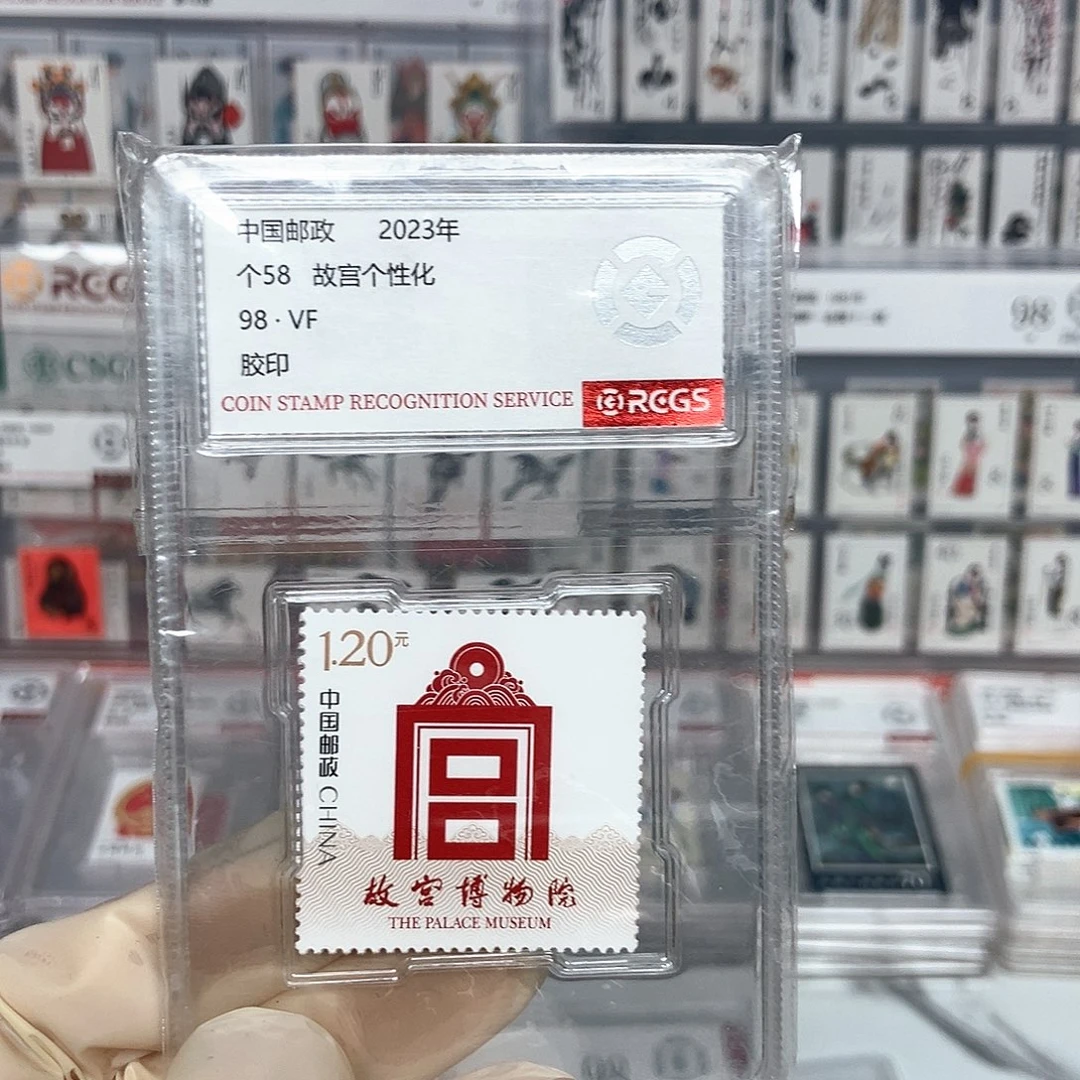 中国邮政 2023年
个58 故宫个性化
98 · VF
胶印
COIN STAMP RECOGNITION SERVICE RCGS
1.20元
中国邮政 CHINA
故宫博物院
THE PALACE MUSEUM
98